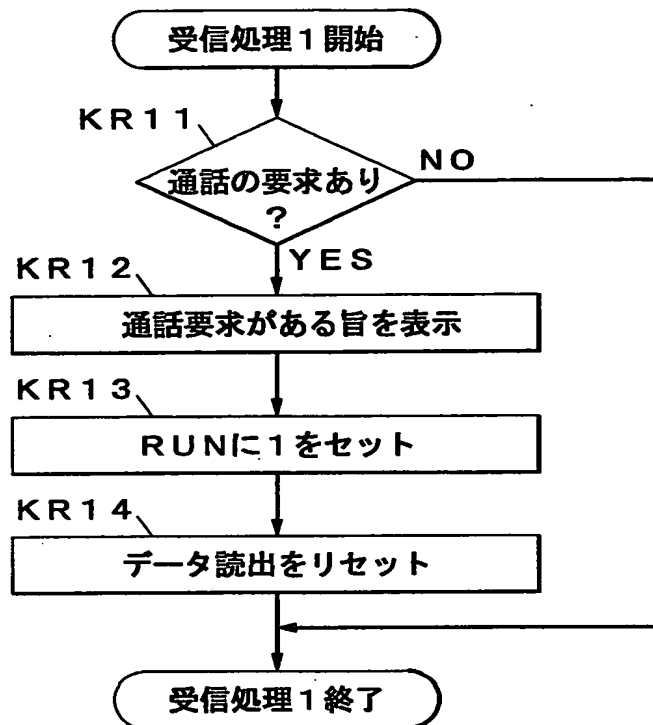 受信処理１開始
ＫＲ１１
通話の要求あり
？
ＮＯ
ＹＥＳ
ＫＲ１２
通話要求がある旨を表示
ＫＲ１３
ＲＵＮに１をセット
ＫＲ１４
データ読出をリセット
受信処理１終了